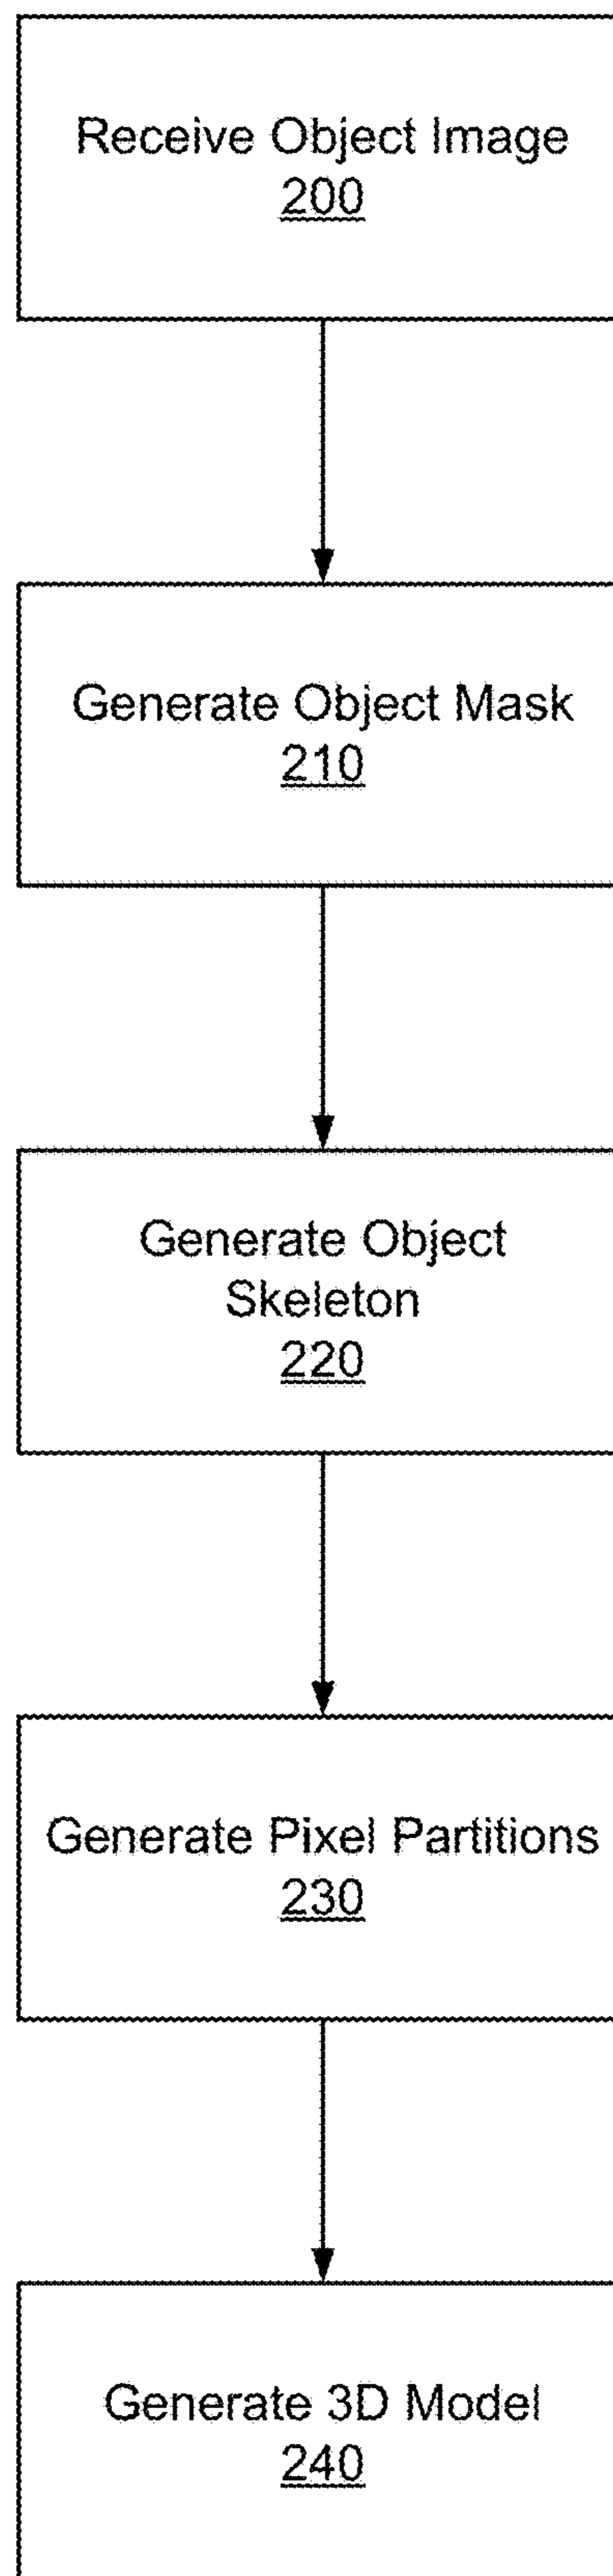 Receive Object Image
200
Generate Object Mask
210
Generate Object
Skeleton
220
Generate Pixel Partitions
230
Generate 3D Model
240